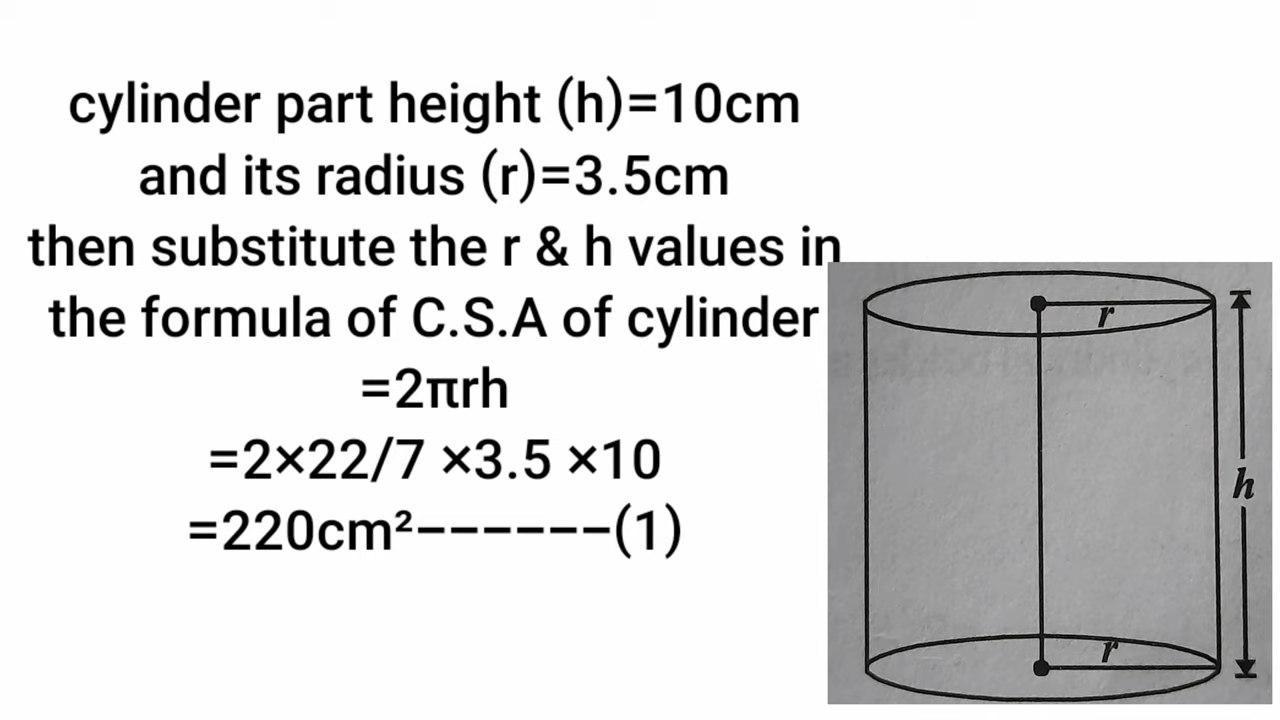 cylinder part height (h)=10cm
and its radius (r)=3.5cm
then substitute the r & h values in
the formula of C.S.A of cylinder
=2πrh
=2×22/7 ×3.5 ×10
=220cm²−−−−−−(1)
r
h
r